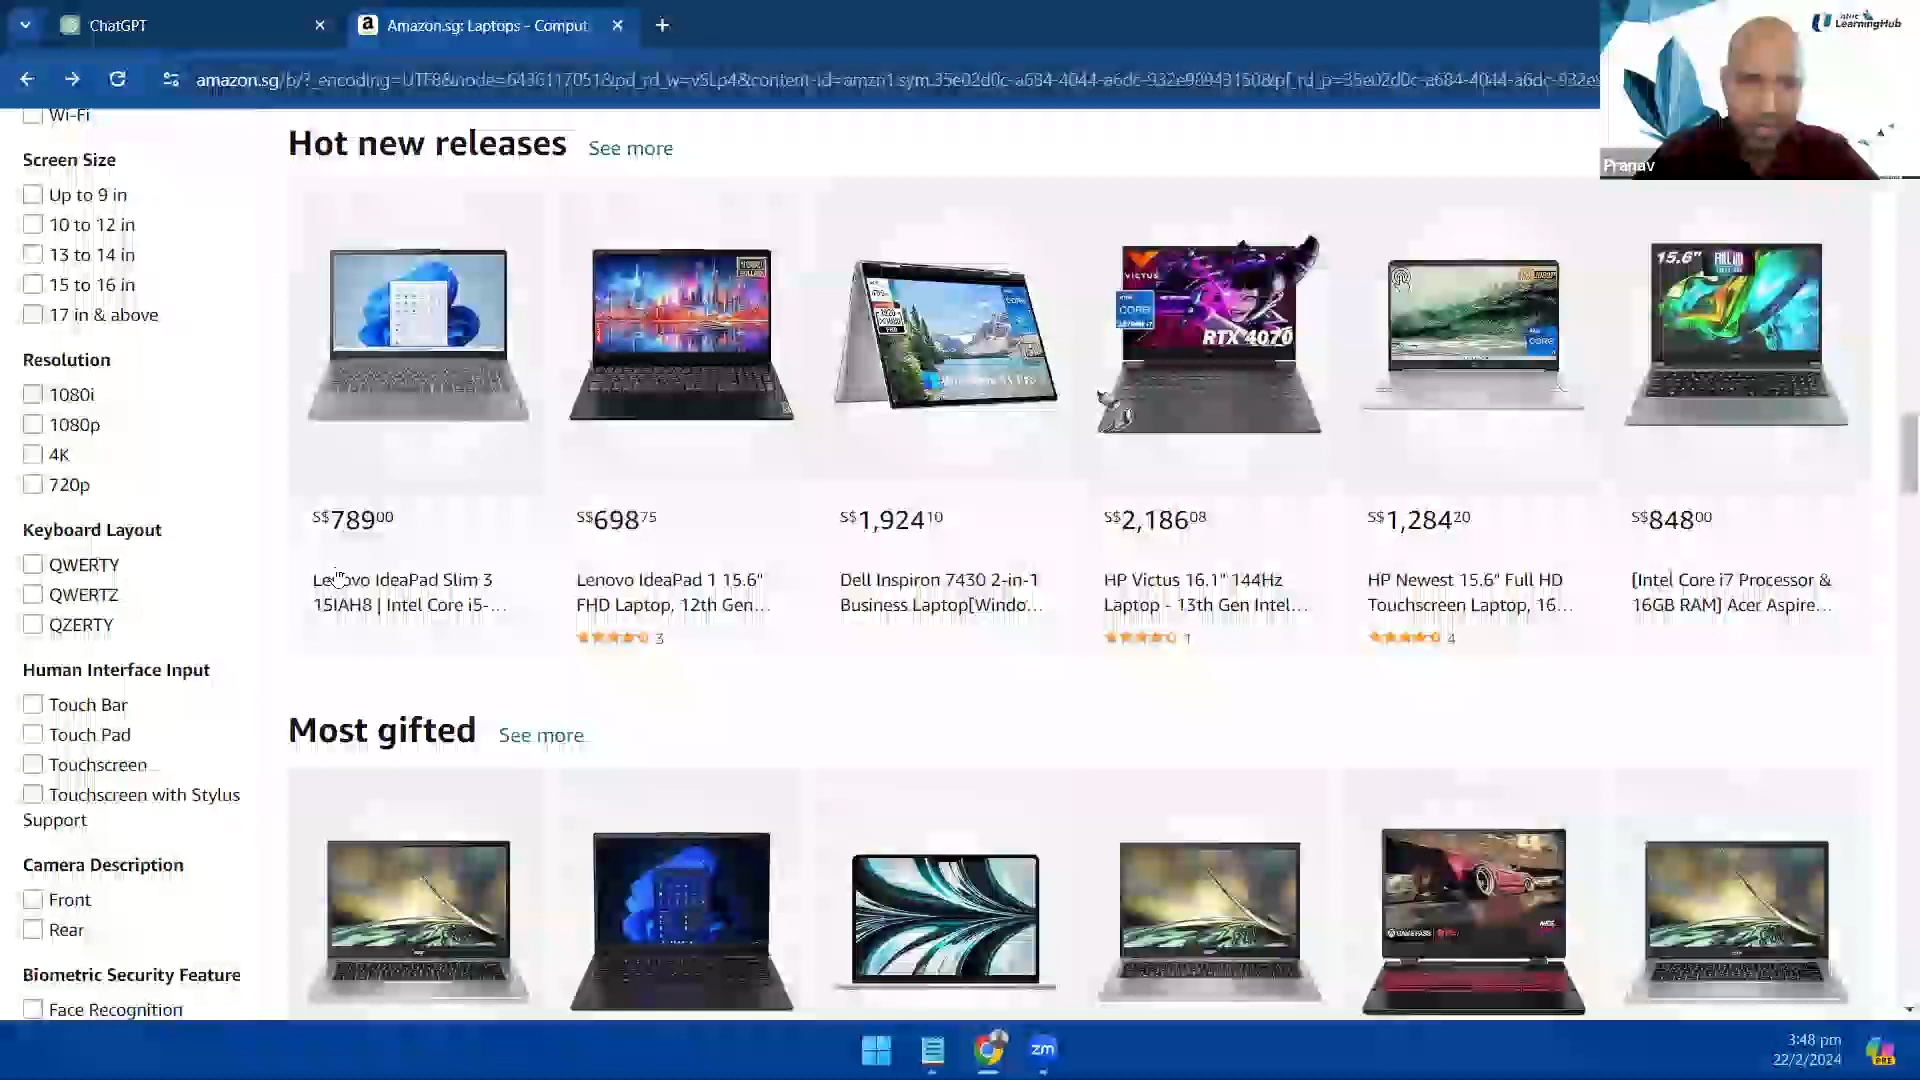 ChatGPT
Amazon.sg: Laptops - Comput
LearningHub
Pranav
Wi-Fi
Screen Size
Up to 9 in
10 to 12 in
13 to 14 in
15 to 16 in
17 in & above
Resolution
1080i
1080p
4K
720p
Keyboard Layout
QWERTY
QWERTZ
QZERTY
Human Interface Input
Touch Bar
Touch Pad
Touchscreen
Touchscreen with Stylus
Support
Camera Description
Front
Rear
Biometric Security Feature
Face Recognition
Hot new releases See more
VICTUS
CORE
RTX 4070
CORE
15.6"
S$789.00 S$698.75 S$1,924.10 S$2,186.08 S$1,284.20 S$848.00
Lenovo IdeaPad Slim 3
15IAH8 | Intel Core i5-...
Lenovo IdeaPad 1 15.6"
FHD Laptop, 12th Gen...
3
Dell Inspiron 7430 2-in-1
Business Laptop[Windo...
HP Victus 16.1" 144Hz
Laptop - 13th Gen Intel...
1
HP Newest 15.6" Full HD
Touchscreen Laptop, 16...
4
[Intel Core i7 Processor &
16GB RAM] Acer Aspire...
Most gifted See more
zm
3:48 pm
22/2/2024
PRE